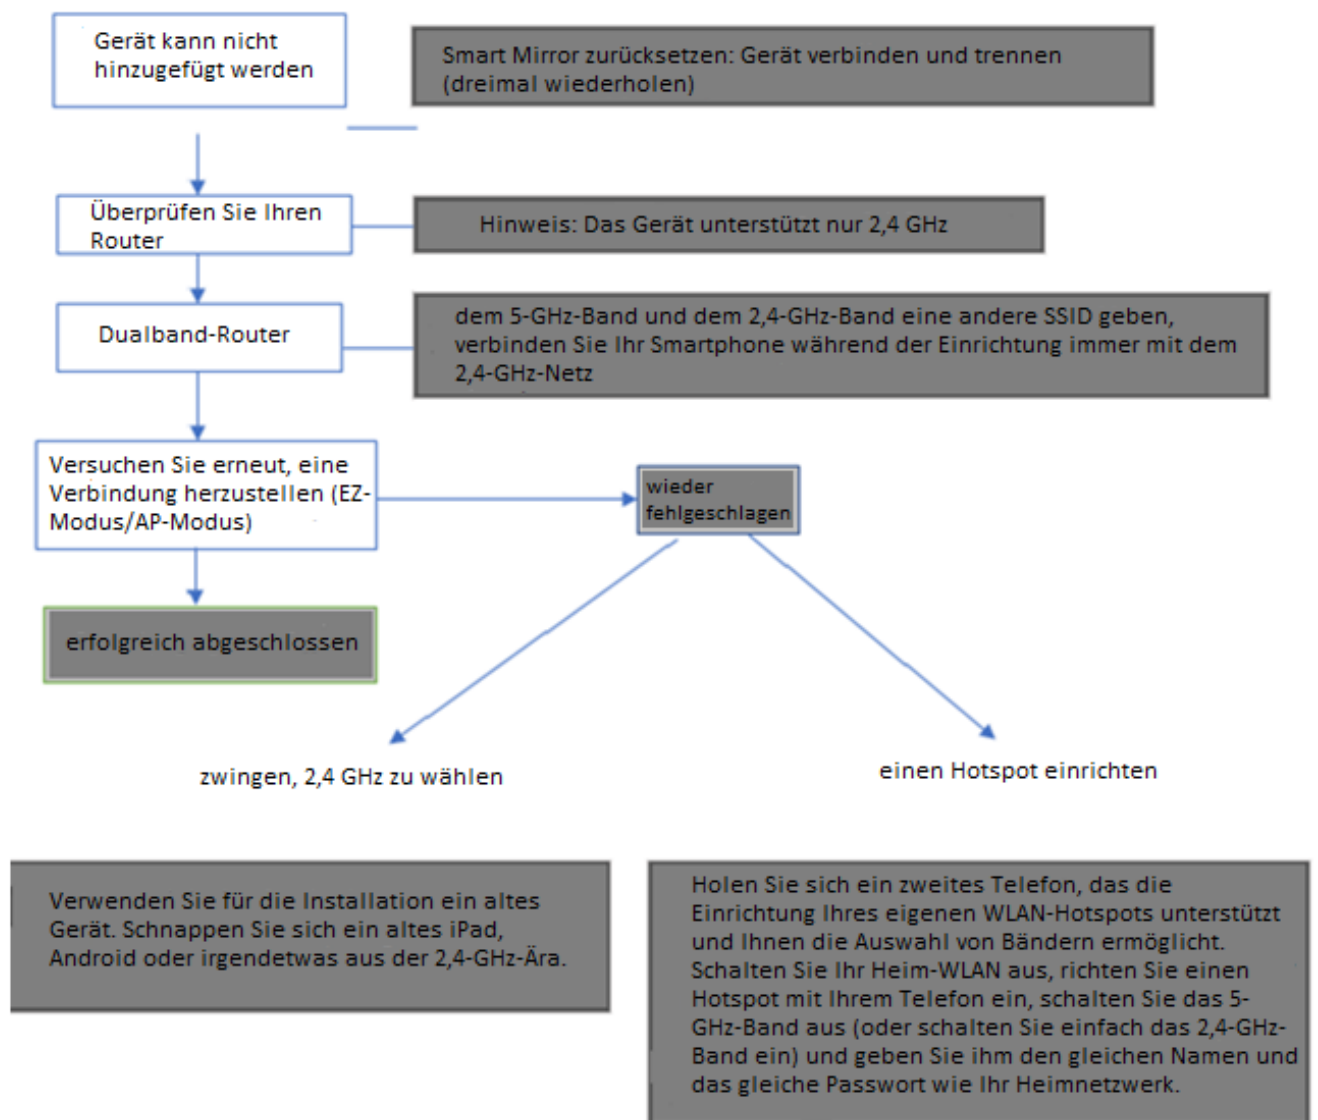 Gerät kann nicht
hinzugefügt werden
Smart Mirror zurücksetzen: Gerät verbinden und trennen
(dreimal wiederholen)
Überprüfen Sie Ihren
Router
Hinweis: Das Gerät unterstützt nur 2,4 GHz
Dualband-Router
dem 5-GHz-Band und dem 2,4-GHz-Band eine andere SSID geben,
verbinden Sie Ihr Smartphone während der Einrichtung immer mit dem
2,4-GHz-Netz
Versuchen Sie erneut, eine
Verbindung herzustellen (EZ-
Modus/AP-Modus)
wieder
fehlgeschlagen
erfolgreich abgeschlossen
zwingen, 2,4 GHz zu wählen
einen Hotspot einrichten
Verwenden Sie für die Installation ein altes
Gerät. Schnappen Sie sich ein altes iPad,
Android oder irgendetwas aus der 2,4-GHz-Ära.
Holen Sie sich ein zweites Telefon, das die
Einrichtung Ihres eigenen WLAN-Hotspots unterstützt
und Ihnen die Auswahl von Bändern ermöglicht.
Schalten Sie Ihr Heim-WLAN aus, richten Sie einen
Hotspot mit Ihrem Telefon ein, schalten Sie das 5-
GHz-Band aus (oder schalten Sie einfach das 2,4-GHz-
Band ein) und geben Sie ihm den gleichen Namen und
das gleiche Passwort wie Ihr Heimnetzwerk.